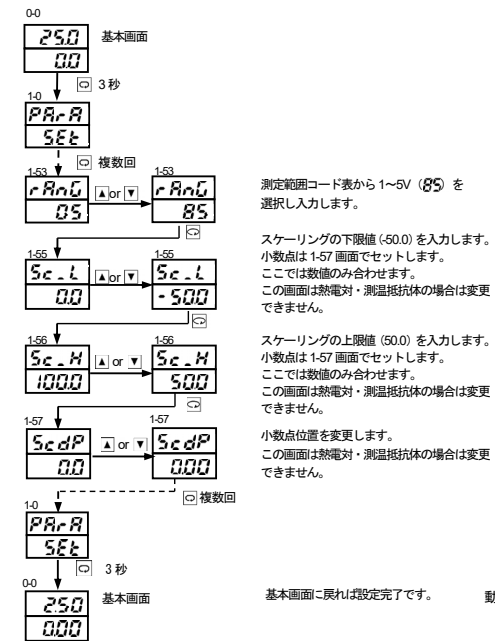 0-0
25.0
0.0
基本画面
3 秒
1-0
PArA
SEt
複数回
1-53
rAnG
05
▲or▼
1-53
rAnG
85
測定範囲コード表から 1～5V（85）を
選択し入力します。
1-55
Sc_L
0.0
▲or▼
1-55
Sc_L
-50.0
スケーリングの下限値 (-50.0) を入力します。
小数点は 1-57 画面でセットします。
ここでは数値のみ合わせます。
この画面は熱電対・測温抵抗体の場合は変更
できません。
1-56
Sc_H
100.0
▲ or ▼
1-56
Sc_H
50.0
スケーリングの上限値 (50.0) を入力します。
小数点は 1-57 画面でセットします。
ここでは数値のみ合わせます。
この画面は熱電対・測温抵抗体の場合は変更
できません。
1-57
ScdP
0.0
▲ or ▼
1-57
ScdP
0.00
小数点位置を変更します。
この画面は熱電対・測温抵抗体の場合は変更
できません。
複数回
1-0
PArA
SEt
3 秒
0-0
25.0
0.00
基本画面
基本画面に戻れば設定完了です。
動